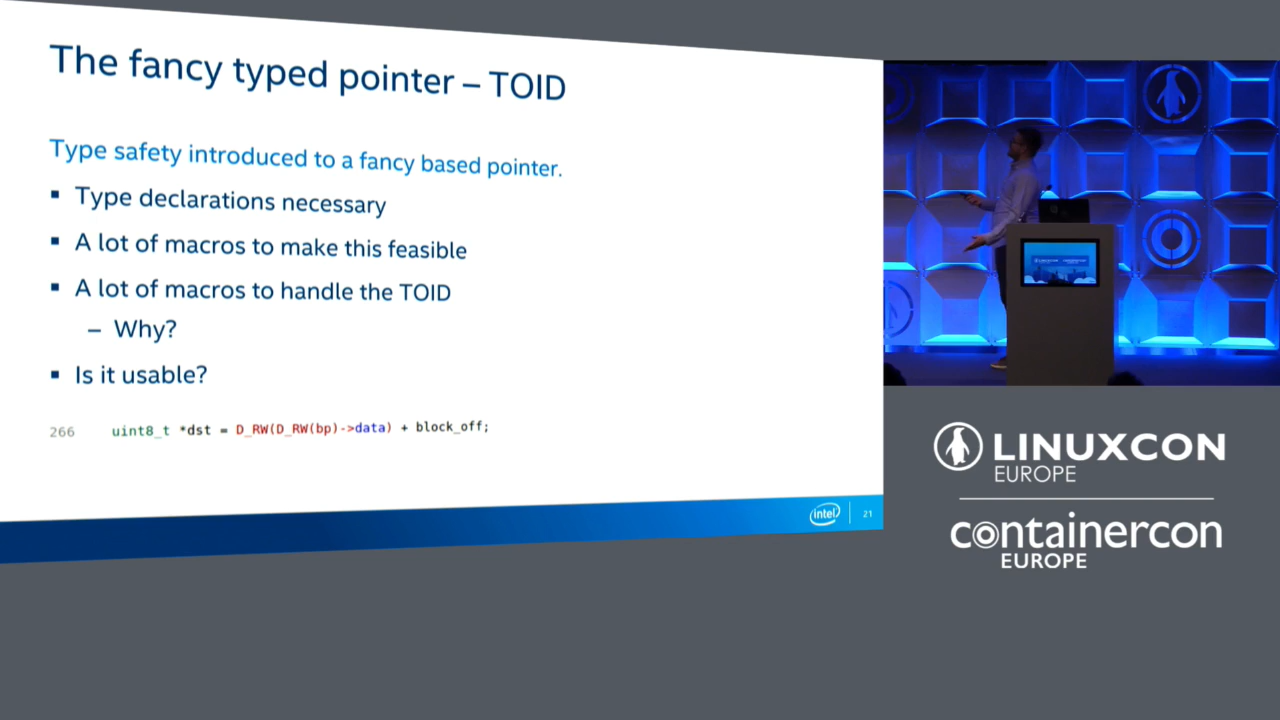 The fancy typed pointer – TOID
Type safety introduced to a fancy based pointer.
▪ Type declarations necessary
▪ A lot of macros to make this feasible
▪ A lot of macros to handle the TOID
– Why?
▪ Is it usable?
266 uint8_t *dst = D_RW(D_RW(bp)->data) + block_off;
intel
21
LINUXCON
EUROPE
containercon
EUROPE